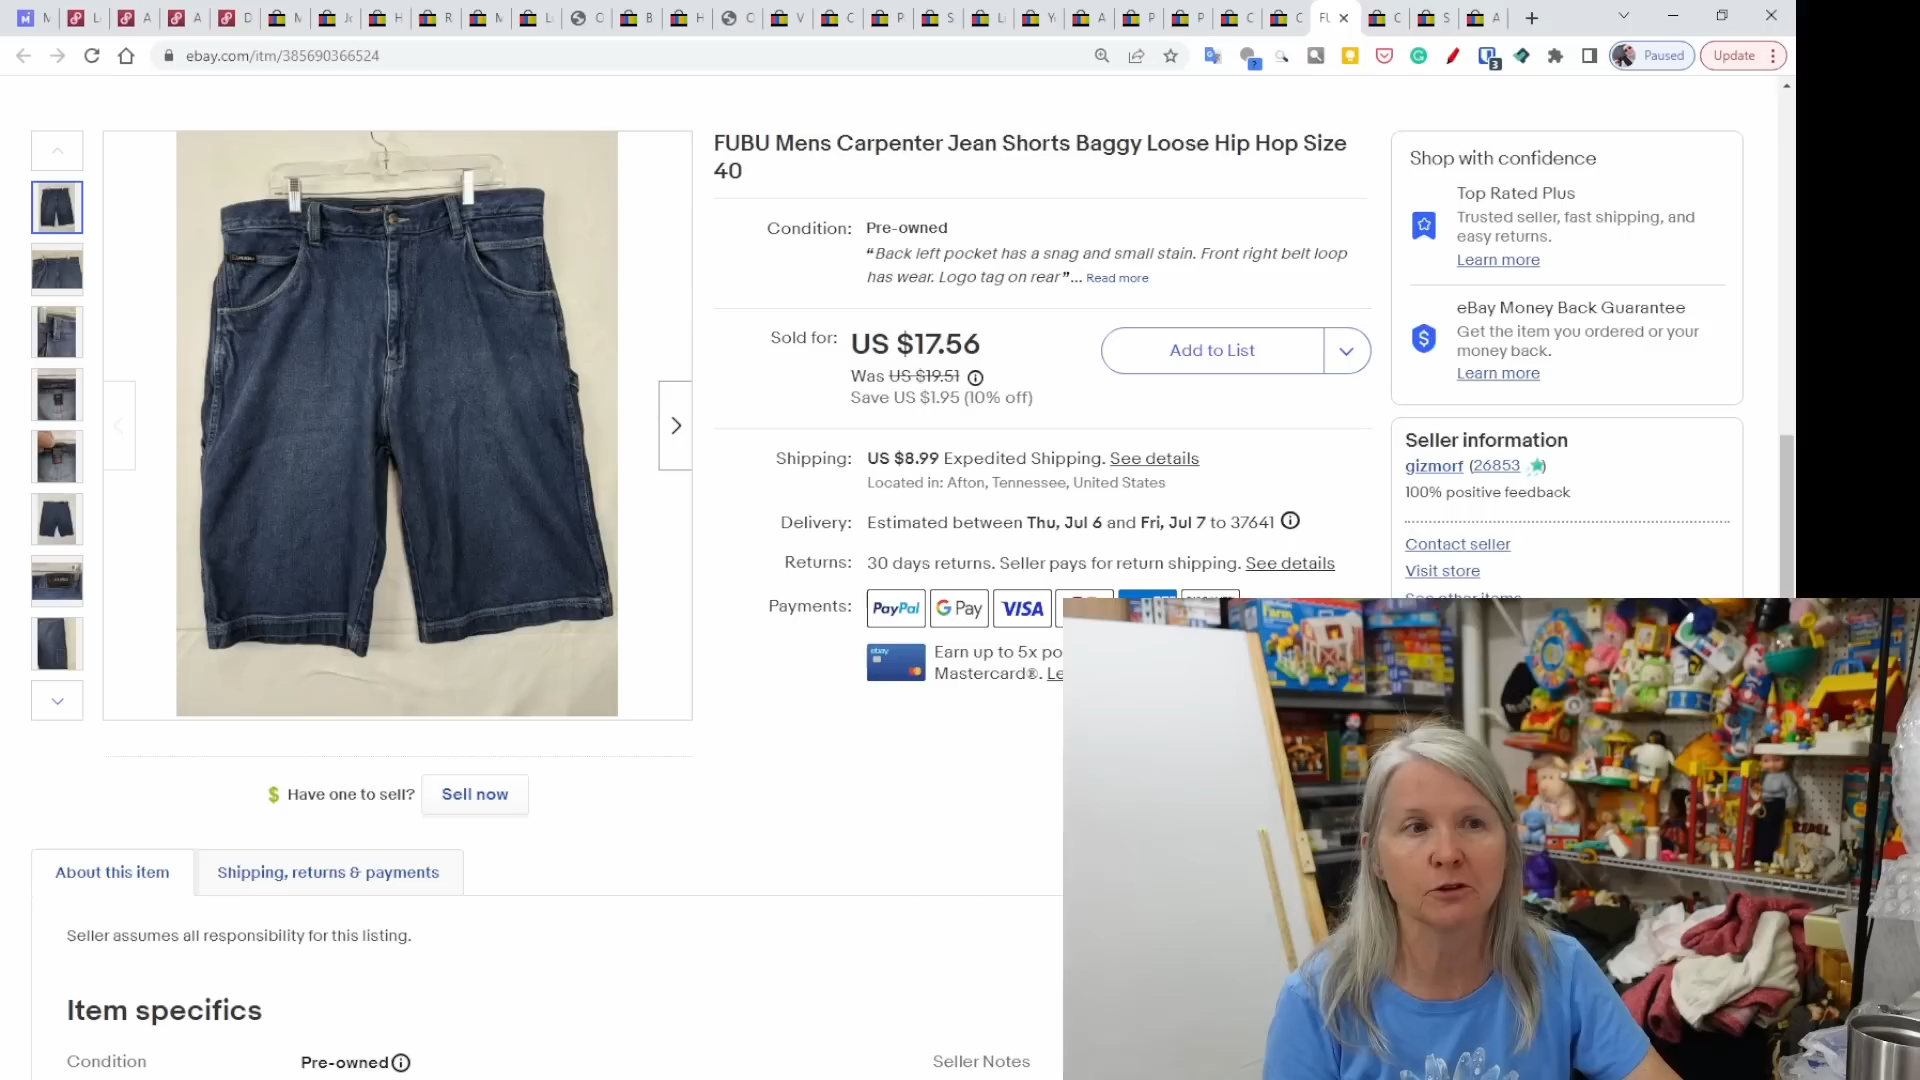 ebay.com/itm/385690366524
Paused
Update
FUBU Mens Carpenter Jean Shorts Baggy Loose Hip Hop Size
40
Condition: Pre-owned
“Back left pocket has a snag and small stain. Front right belt loop
has wear. Logo tag on rear”... Read more
Sold for: US $17.56
Was US $19.51
Save US $1.95 (10% off)
Add to List
Shipping: US $8.99 Expedited Shipping. See details
Located in: Afton, Tennessee, United States
Delivery: Estimated between Thu, Jul 6 and Fri, Jul 7 to 37641
Returns: 30 days returns. Seller pays for return shipping. See details
Payments: PayPal G Pay VISA
ebay
Earn up to 5x po
Mastercard®. Le
Shop with confidence
Top Rated Plus
Trusted seller, fast shipping, and
easy returns.
Learn more
eBay Money Back Guarantee
Get the item you ordered or your
money back.
Learn more
Seller information
gizmorf (26853)
100% positive feedback
Contact seller
Visit store
See other items
Have one to sell? Sell now
About this item
Shipping, returns & payments
Seller assumes all responsibility for this listing.
Item specifics
Condition
Pre-owned
Seller Notes